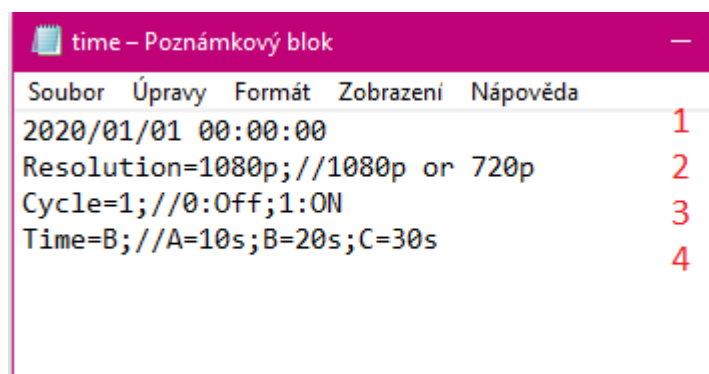 time – Poznámkový blok
Soubor Úpravy Formát Zobrazení Nápověda
2020/01/01 00:00:00 1
Resolution=1080p;//1080p or 720p 2
Cycle=1;//0:Off;1:ON 3
Time=B;//A=10s;B=20s;C=30s 4